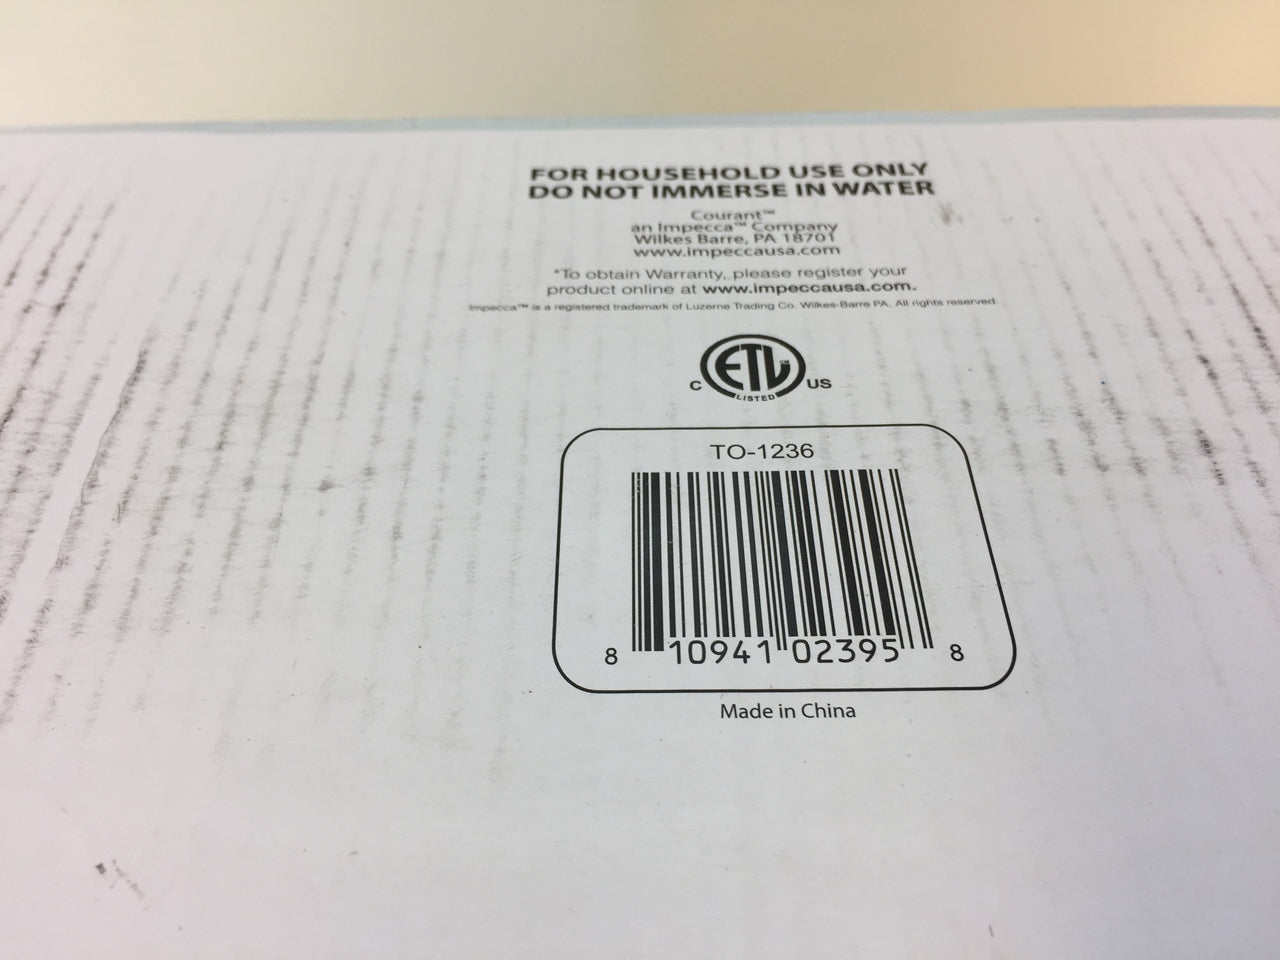 FOR HOUSEHOLD USE ONLY
DO NOT IMMERSE IN WATER
Courant™
an Impecca™ Company
Wilkes Barre, PA 18701
www.impeccausa.com
*To obtain Warranty, please register your
product online at www.impeccausa.com.
Impecca™ is a registered trademark of Luzerne Trading Co. Wilkes-Barre PA. All rights reserved.
C ETL™ US
LISTED
TO-1236
8 10941 02395 8
Made in China